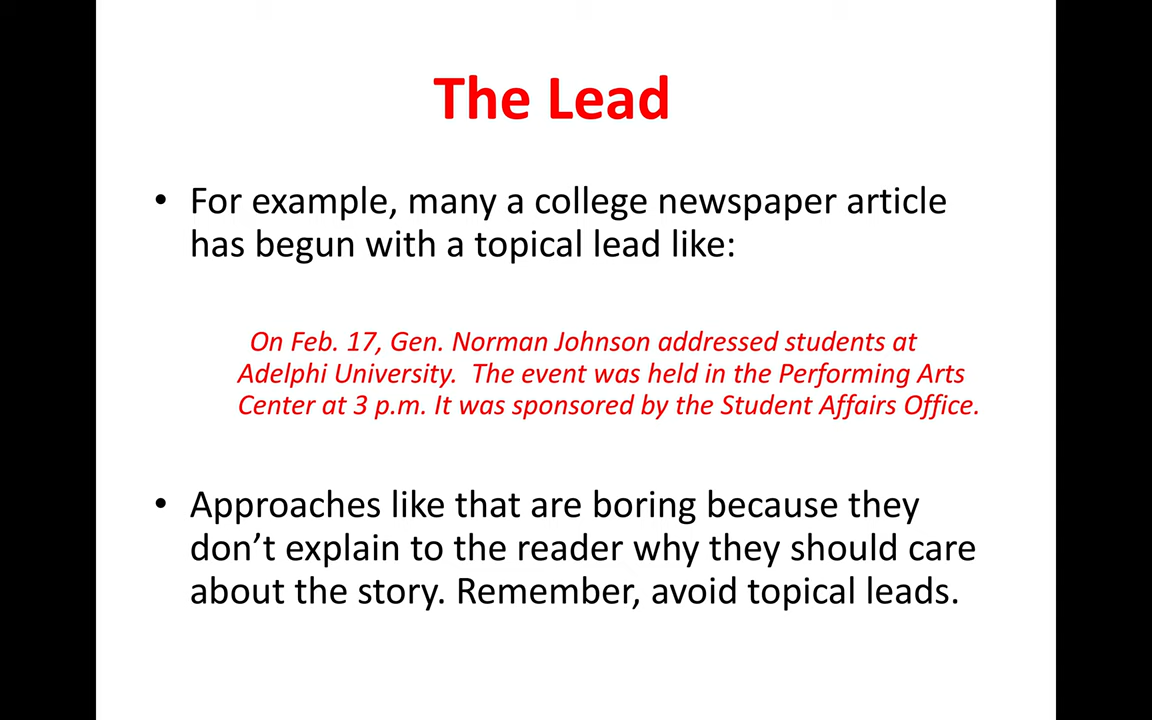 The Lead
• For example, many a college newspaper article
has begun with a topical lead like:
On Feb. 17, Gen. Norman Johnson addressed students at
Adelphi University.  The event was held in the Performing Arts
Center at 3 p.m. It was sponsored by the Student Affairs Office.
• Approaches like that are boring because they
don’t explain to the reader why they should care
about the story. Remember, avoid topical leads.